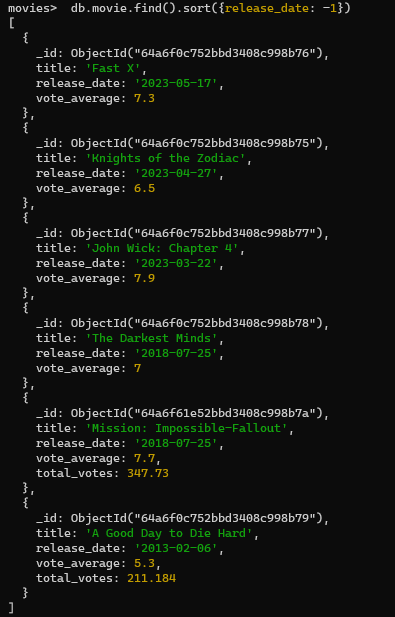 movies>  db.movie.find().sort({release_date: -1})
[
  {
    _id: ObjectId("64a6f0c752bbd3408c998b76"),
    title: 'Fast X',
    release_date: '2023-05-17',
    vote_average: 7.3
  },
  {
    _id: ObjectId("64a6f0c752bbd3408c998b75"),
    title: 'Knights of the Zodiac',
    release_date: '2023-04-27',
    vote_average: 6.5
  },
  {
    _id: ObjectId("64a6f0c752bbd3408c998b77"),
    title: 'John Wick: Chapter 4',
    release_date: '2023-03-22',
    vote_average: 7.9
  },
  {
    _id: ObjectId("64a6f0c752bbd3408c998b78"),
    title: 'The Darkest Minds',
    release_date: '2018-07-25',
    vote_average: 7
  },
  {
    _id: ObjectId("64a6f61e52bbd3408c998b7a"),
    title: 'Mission: Impossible-Fallout',
    release_date: '2018-07-25',
    vote_average: 7.7,
    total_votes: 347.73
  },
  {
    _id: ObjectId("64a6f0c752bbd3408c998b79"),
    title: 'A Good Day to Die Hard',
    release_date: '2013-02-06',
    vote_average: 5.3,
    total_votes: 211.184
  }
]